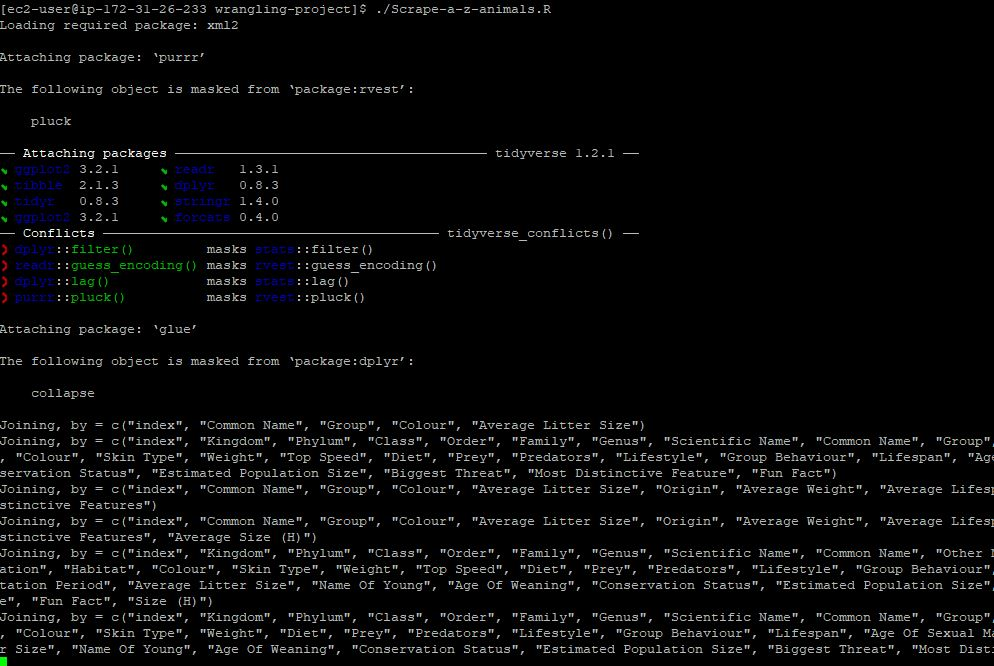 [ec2-user@ip-172-31-26-233 wrangling-project]$ ./Scrape-a-z-animals.R
Loading required package: xml2
Attaching package: ‘purrr’
The following object is masked from ‘package:rvest’:
pluck
── Attaching packages ─────────────────────────────────────── tidyverse 1.2.1 ──
✔ ggplot2 3.2.1     ✔ readr   1.3.1
✔ tibble  2.1.3     ✔ dplyr   0.8.3
✔ tidyr   0.8.3     ✔ stringr 1.4.0
✔ ggplot2 3.2.1     ✔ forcats 0.4.0
── Conflicts ────────────────────────────────────────── tidyverse_conflicts() ──
✖ dplyr::filter()         masks stats::filter()
✖ readr::guess_encoding() masks rvest::guess_encoding()
✖ dplyr::lag()            masks stats::lag()
✖ purrr::pluck()          masks rvest::pluck()
Attaching package: ‘glue’
The following object is masked from ‘package:dplyr’:
collapse
Joining, by = c("index", "Common Name", "Group", "Colour", "Average Litter Size")
Joining, by = c("index", "Kingdom", "Phylum", "Class", "Order", "Family", "Genus", "Scientific Name", "Common Name", "Group"
, "Colour", "Skin Type", "Weight", "Top Speed", "Diet", "Prey", "Predators", "Lifestyle", "Group Behaviour", "Lifespan", "Age
servation Status", "Estimated Population Size", "Biggest Threat", "Most Distinctive Feature", "Fun Fact")
Joining, by = c("index", "Common Name", "Group", "Colour", "Average Litter Size", "Origin", "Average Weight", "Average Lifesp
stinctive Features")
Joining, by = c("index", "Common Name", "Group", "Colour", "Average Litter Size", "Origin", "Average Weight", "Average Lifesp
stinctive Features", "Average Size (H)")
Joining, by = c("index", "Kingdom", "Phylum", "Class", "Order", "Family", "Genus", "Scientific Name", "Common Name", "Other N
ation", "Habitat", "Colour", "Skin Type", "Weight", "Top Speed", "Diet", "Prey", "Predators", "Lifestyle", "Group Behaviour",
tation Period", "Average Litter Size", "Name Of Young", "Age Of Weaning", "Conservation Status", "Estimated Population Size",
e", "Fun Fact", "Size (H)")
Joining, by = c("index", "Kingdom", "Phylum", "Class", "Order", "Family", "Genus", "Scientific Name", "Common Name", "Group"
, "Colour", "Skin Type", "Weight", "Diet", "Prey", "Predators", "Lifestyle", "Group Behaviour", "Lifespan", "Age Of Sexual Ma
r Size", "Name Of Young", "Age Of Weaning", "Conservation Status", "Estimated Population Size", "Biggest Threat", "Most Disti